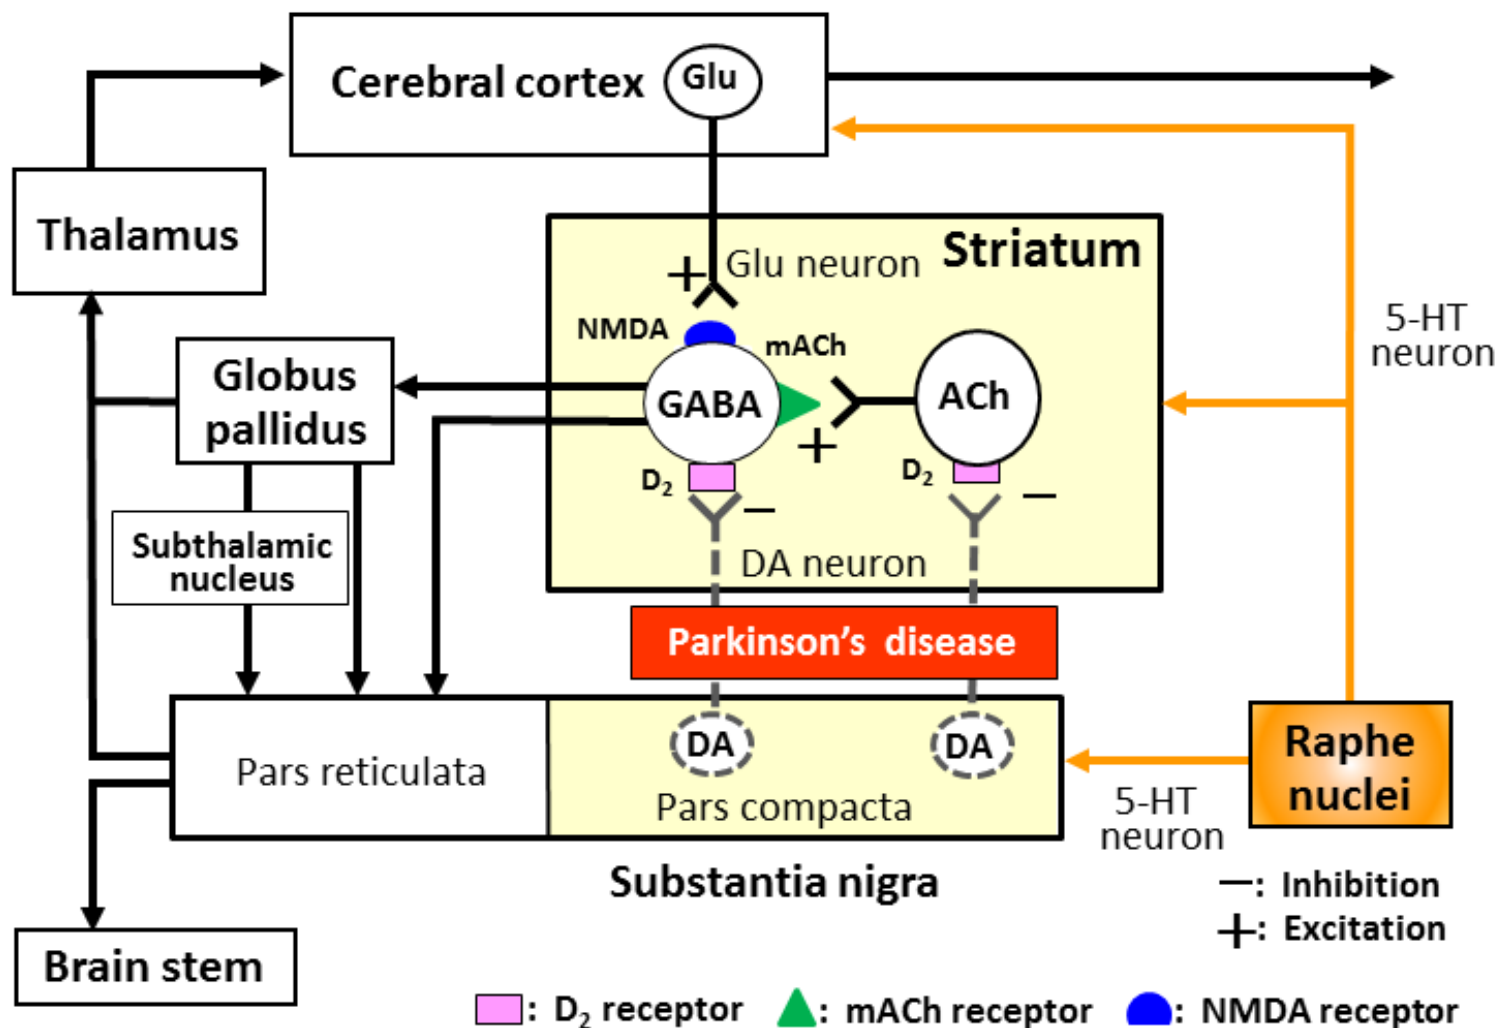 Cerebral cortex
Glu
Thalamus
Striatum
Glu neuron
NMDA
mACh
5-HT
neuron
Globus
pallidus
GABA
ACh
D₂
D₂
Subthalamic
nucleus
DA neuron
Parkinson's disease
Pars reticulata
DA
DA
Pars compacta
Raphe
nuclei
5-HT
neuron
Substantia nigra
Brain stem
−: Inhibition
+: Excitation
: D₂ receptor
: mACh receptor
: NMDA receptor
+
+
−
−